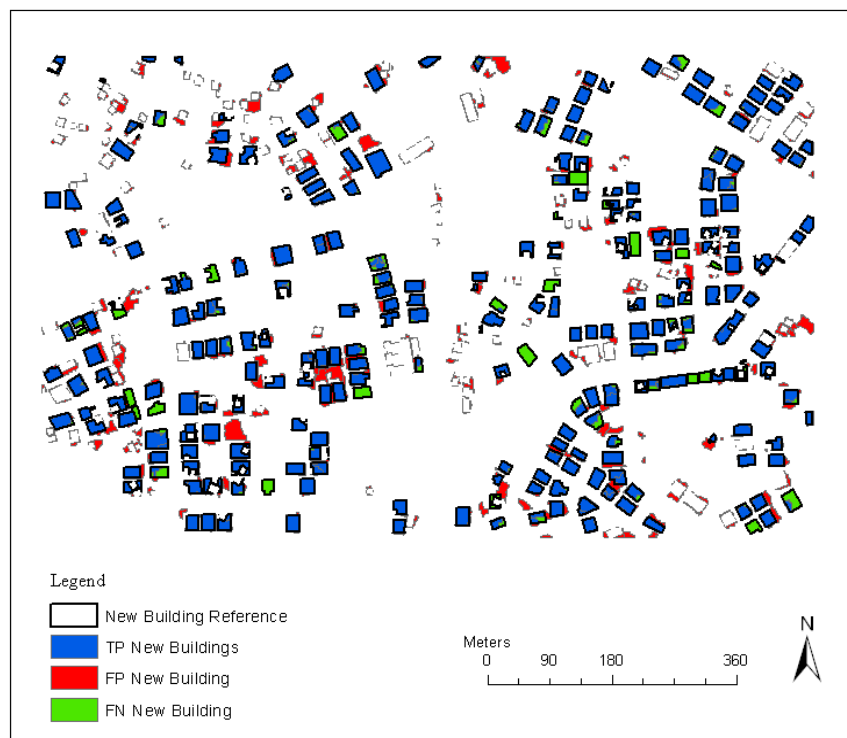 Legend
New Building Reference
TP New Buildings
FP New Building
FN New Building
Meters
0 90 180 360
N